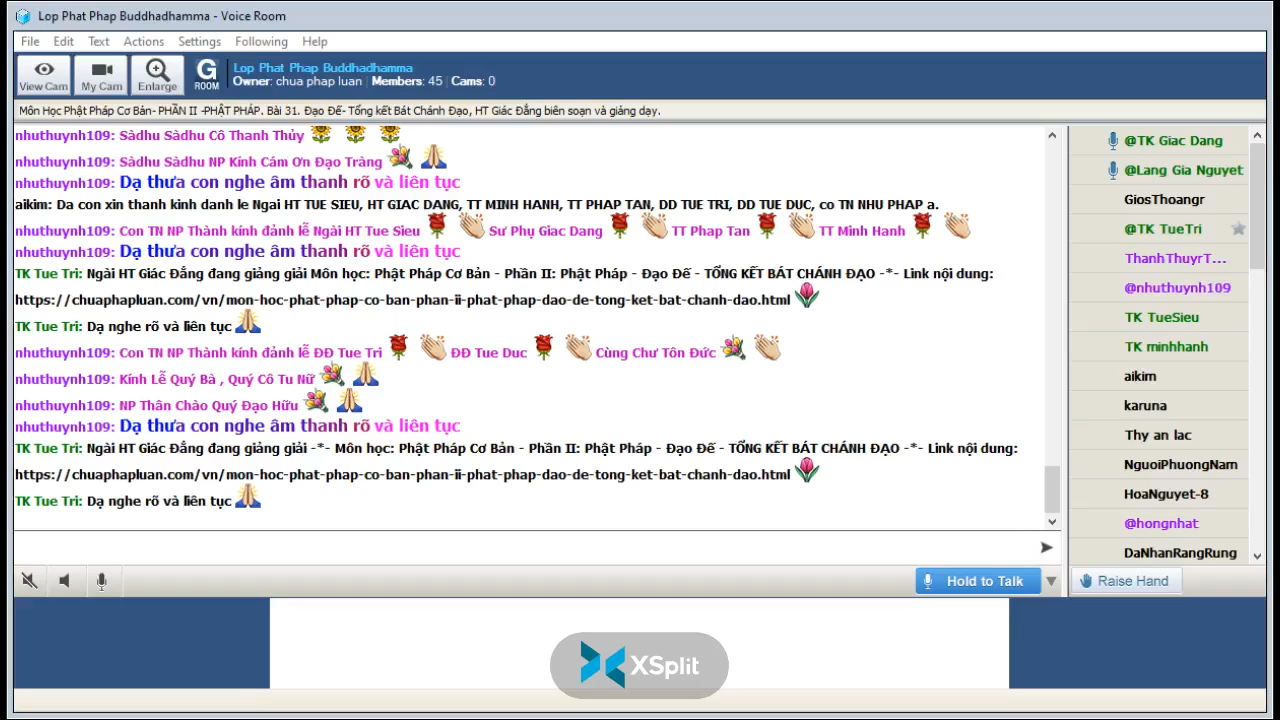 Lop Phat Phap Buddhadhamma - Voice Room
File Edit Text Actions Settings Following Help
View Cam My Cam Enlarge G ROOM
Lop Phat Phap Buddhadhamma
Owner: chua phap luan Members: 45 Cams: 0
Môn Học Phật Pháp Cơ Bản- PHẦN II -PHẬT PHÁP. Bài 31. Đạo Đế- Tổng kết Bát Chánh Đạo, HT Giác Đẳng biên soạn và giảng dạy.
nhuthuynh109: Sàdhu Sàdhu Cô Thanh Thủy
nhuthuynh109: Sàdhu Sàdhu NP Kính Cám Ơn Đạo Tràng
nhuthuynh109: Dạ thưa con nghe âm thanh rõ và liên tục
aikim: Da con xin thanh kinh danh le Ngai HT TUE SIEU, HT GIAC DANG, TT MINH HANH, TT PHAP TAN, DD TUE TRI, DD TUE DUC, co TN NHU PHAP a.
nhuthuynh109: Con TN NP Thành kính đảnh lễ Ngài HT Tue Sieu Sư Phụ Giac Dang TT Phap Tan TT Minh Hanh
nhuthuynh109: Dạ thưa con nghe âm thanh rõ và liên tục
TK Tue Tri: Ngài HT Giác Đẳng đang giảng giải Môn học: Phật Pháp Cơ Bản - Phần II: Phật Pháp - Đạo Đế - TỔNG KẾT BÁT CHÁNH ĐẠO -*- Link nội dung:
https://chuaphapluan.com/vn/mon-hoc-phat-phap-co-ban-phan-ii-phat-phap-dao-de-tong-ket-bat-chanh-dao.html
TK Tue Tri: Dạ nghe rõ và liên tục
nhuthuynh109: Con TN NP Thành kính đảnh lễ ĐĐ Tue Tri ĐĐ Tue Duc Cùng Chư Tôn Đức
nhuthuynh109: Kính Lễ Quý Bà , Quý Cô Tu Nữ
nhuthuynh109: NP Thân Chào Quý Đạo Hữu
nhuthuynh109: Dạ thưa con nghe âm thanh rõ và liên tục
TK Tue Tri: Ngài HT Giác Đẳng đang giảng giải -*- Môn học: Phật Pháp Cơ Bản - Phần II: Phật Pháp - Đạo Đế - TỔNG KẾT BÁT CHÁNH ĐẠO -*- Link nội dung:
https://chuaphapluan.com/vn/mon-hoc-phat-phap-co-ban-phan-ii-phat-phap-dao-de-tong-ket-bat-chanh-dao.html
TK Tue Tri: Dạ nghe rõ và liên tục
@TK Giac Dang
@Lang Gia Nguyet
GiosThoangr
@TK TueTri
ThanhThuyrT...
@nhuthuynh109
TK TueSieu
TK minhhanh
aikim
karuna
Thy an lac
NguoiPhuongNam
HoaNguyet-8
@hongnhat
DaNhanRangRung
Hold to Talk
Raise Hand
XSplit